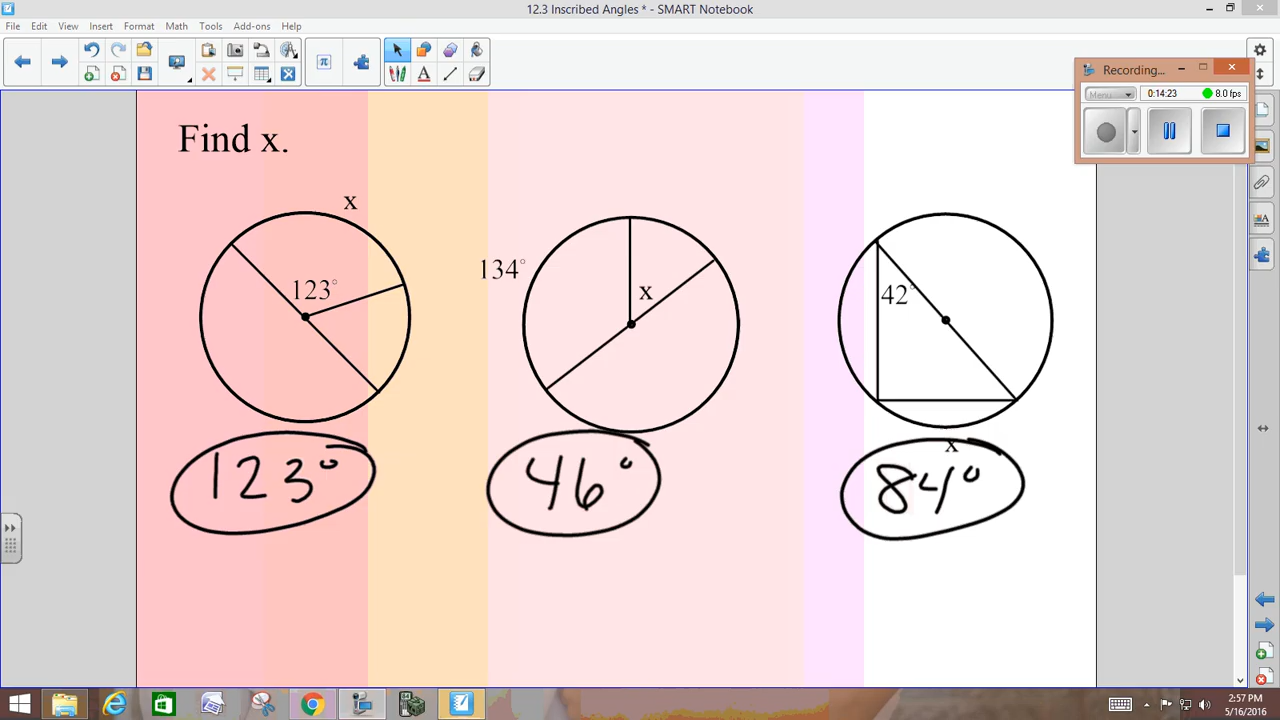 12.3 Inscribed Angles * - SMART Notebook
File Edit View Insert Format Math Tools Add-ons Help
Recording...
Menu 0:14:23 8.0 fps
Find x.
x
134°
x
123°
42°
x
123° 46° 84°
2:57 PM
5/16/2016